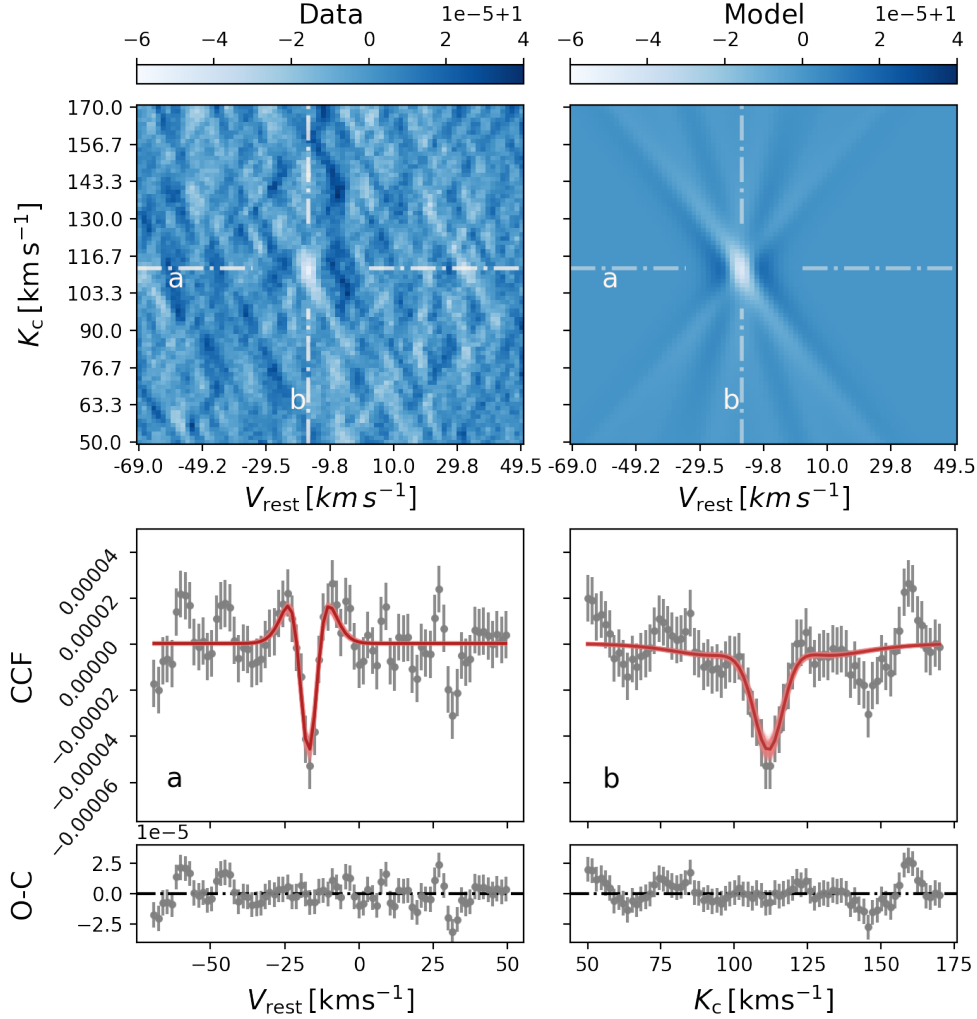 Data
Model
1e−5+1
1e−5+1
−6 −4 −2 0 2 4
−6 −4 −2 0 2 4
170.0
156.7
143.3
130.0
116.7
103.3
90.0
76.7
63.3
50.0
K_c [km s⁻¹]
a
b
a
b
-69.0 -49.2 -29.5 -9.8 10.0 29.8 49.5
-69.0 -49.2 -29.5 -9.8 10.0 29.8 49.5
V_rest [km s⁻¹]
V_rest [km s⁻¹]
CCF
0.00004
0.00002
0.00000
−0.00002
−0.00004
−0.00006
a
b
1e−5
O-C
2.5
0.0
−2.5
−50 −25 0 25 50
50 75 100 125 150 175
V_rest [kms⁻¹]
K_c [kms⁻¹]